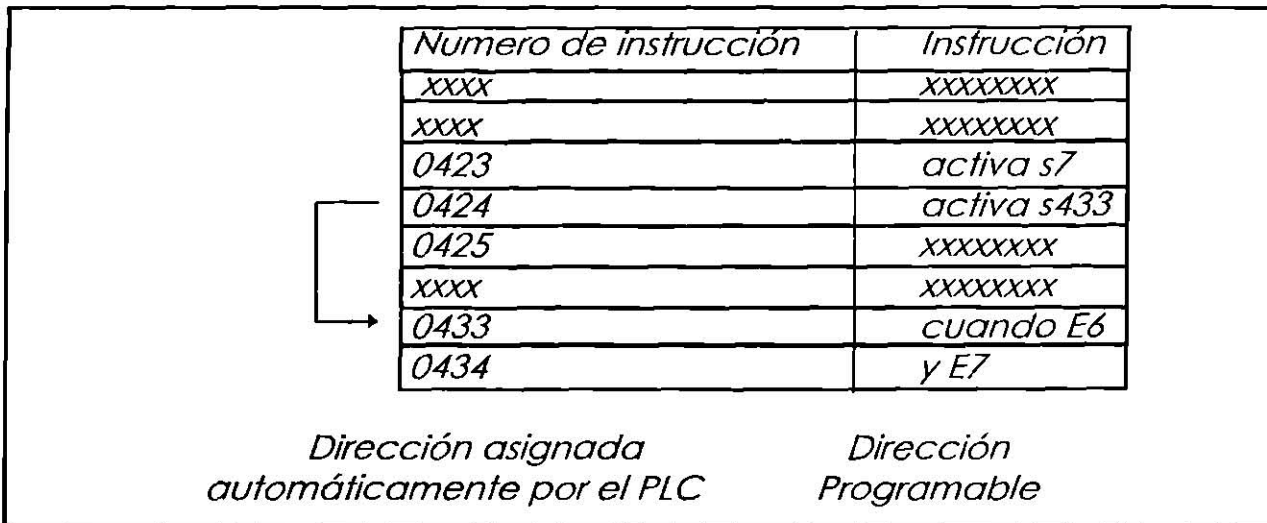 Numero de instrucción Instrucción
xxxx xxxxxxxx
xxxx xxxxxxxx
0423 activa s7
0424 activa s433
0425 xxxxxxxx
xxxx xxxxxxxx
0433 cuando E6
0434 y E7
Dirección asignada Dirección
automáticamente por el PLC Programable